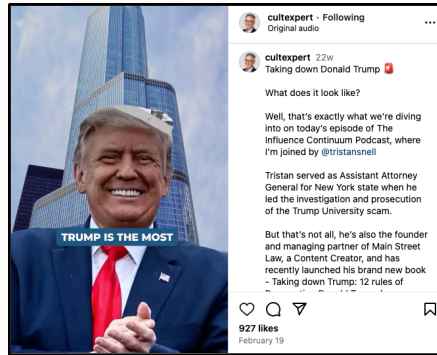 cultexpert • Following
Original audio
cultexpert 22w
Taking down Donald Trump 🚨
What does it look like?
Well, that's exactly what we're diving
into on today's episode of The
Influence Continuum Podcast, where
I'm joined by @tristansnell
Tristan served as Assistant Attorney
General for New York state when he
led the investigation and prosecution
of the Trump University scam.
But that's not all, he's also the founder
and managing partner of Main Street
Law, a Content Creator, and has
recently launched his brand new book
- Taking down Trump: 12 rules of
TRUMP IS THE MOST
927 likes
February 19